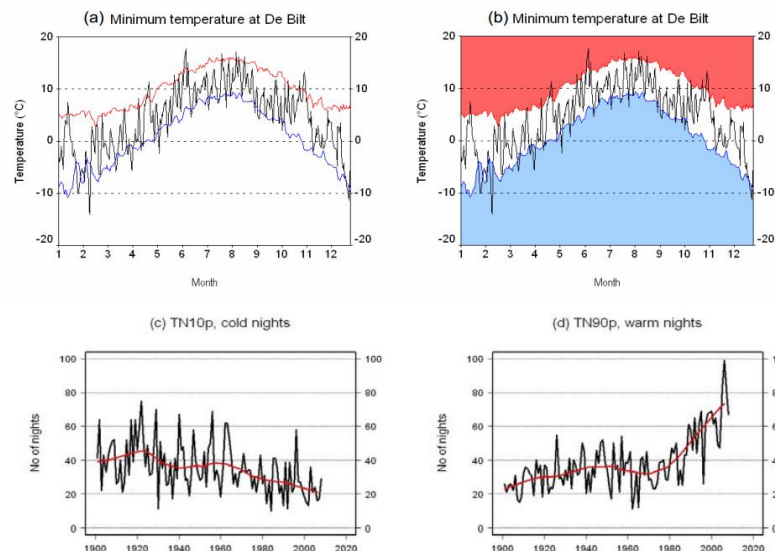 (a) Minimum temperature at De Bilt
20
10
0
-10
-20
20
10
0
-10
-20
Temperature (°C)
1 2 3 4 5 6 7 8 9 10 11 12
Month
(b) Minimum temperature at De Bilt
20
10
0
-10
-20
20
10
0
-10
-20
Temperature (°C)
1 2 3 4 5 6 7 8 9 10 11 12
Month
(c) TN10p, cold nights
100
80
60
40
20
0
100
80
60
40
20
0
No of nights
1900 1920 1940 1960 1980 2000 2020
(d) TN90p, warm nights
100
80
60
40
20
0
No of nights
1900 1920 1940 1960 1980 2000 2020